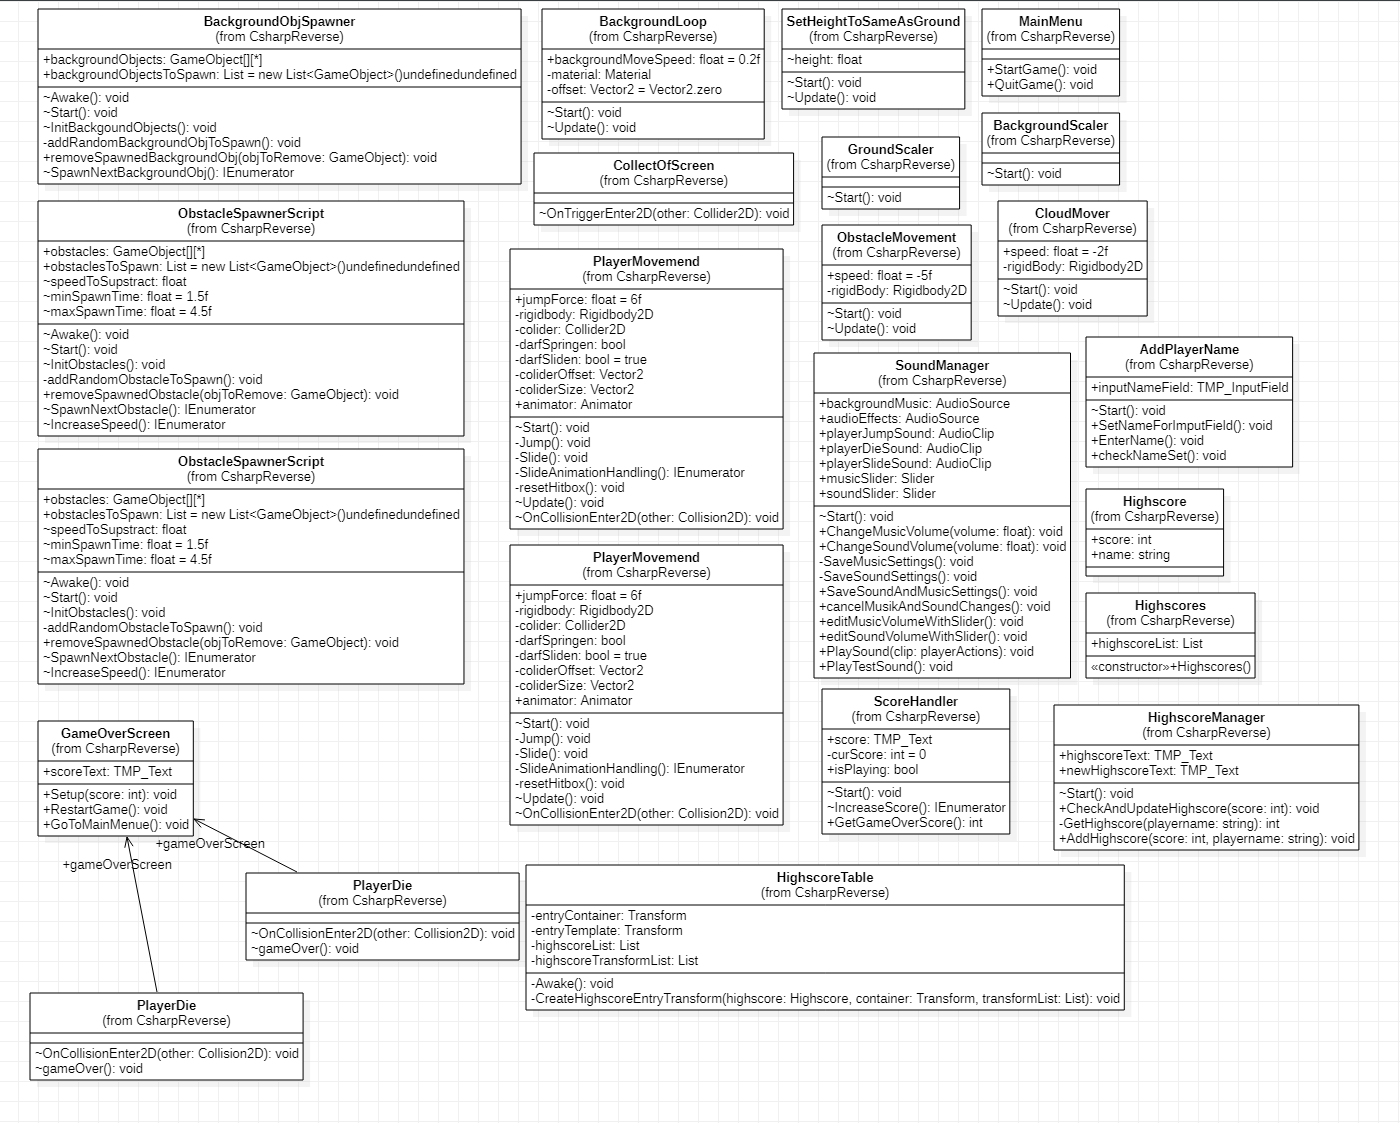 BackgroundObjSpawner
(from CsharpReverse)
+backgroundObjects: GameObject[][*]
+backgroundObjectsToSpawn: List = new List<GameObject>()undefinedundefined
~Awake(): void
~Start(): void
~InitBackgoundObjects(): void
-addRandomBackgroundObjToSpawn(): void
+removeSpawnedBackgroundObj(objToRemove: GameObject): void
~SpawnNextBackgroundObj(): IEnumerator
BackgroundLoop
(from CsharpReverse)
+backgroundMoveSpeed: float = 0.2f
-material: Material
-offset: Vector2 = Vector2.zero
~Start(): void
~Update(): void
SetHeightToSameAsGround
(from CsharpReverse)
~height: float
~Start(): void
~Update(): void
MainMenu
(from CsharpReverse)
+StartGame(): void
+QuitGame(): void
BackgroundScaler
(from CsharpReverse)
~Start(): void
GroundScaler
(from CsharpReverse)
~Start(): void
CollectOfScreen
(from CsharpReverse)
~OnTriggerEnter2D(other: Collider2D): void
ObstacleSpawnerScript
(from CsharpReverse)
+obstacles: GameObject[][*]
+obstaclesToSpawn: List = new List<GameObject>()undefinedundefined
~speedToSupstract: float
~minSpawnTime: float = 1.5f
~maxSpawnTime: float = 4.5f
~Awake(): void
~Start(): void
~InitObstacles(): void
-addRandomObstacleToSpawn(): void
+removeSpawnedObstacle(objToRemove: GameObject): void
~SpawnNextObstacle(): IEnumerator
~IncreaseSpeed(): IEnumerator
PlayerMovemend
(from CsharpReverse)
+jumpForce: float = 6f
-rigidbody: Rigidbody2D
-colider: Collider2D
-darfSpringen: bool
-darfSliden: bool = true
-coliderOffset: Vector2
-coliderSize: Vector2
+animator: Animator
~Start(): void
-Jump(): void
-Slide(): void
-SlideAnimationHandling(): IEnumerator
-resetHitbox(): void
~Update(): void
~OnCollisionEnter2D(other: Collision2D): void
ObstacleMovement
(from CsharpReverse)
+speed: float = -5f
-rigidBody: Rigidbody2D
~Start(): void
~Update(): void
CloudMover
(from CsharpReverse)
+speed: float = -2f
-rigidBody: Rigidbody2D
~Start(): void
~Update(): void
SoundManager
(from CsharpReverse)
+backgroundMusic: AudioSource
+audioEffects: AudioSource
+playerJumpSound: AudioClip
+playerDieSound: AudioClip
+playerSlideSound: AudioClip
+musicSlider: Slider
+soundSlider: Slider
~Start(): void
+ChangeMusicVolume(volume: float): void
+ChangeSoundVolume(volume: float): void
-SaveMusicSettings(): void
-SaveSoundSettings(): void
+SaveSoundAndMusicSettings(): void
+cancelMusikAndSoundChanges(): void
+editMusicVolumeWithSlider(): void
+editSoundVolumeWithSlider(): void
+PlaySound(clip: playerActions): void
+PlayTestSound(): void
AddPlayerName
(from CsharpReverse)
+inputNameField: TMP_InputField
~Start(): void
+SetNameForImputField(): void
+EnterName(): void
+checkNameSet(): void
ObstacleSpawnerScript
(from CsharpReverse)
+obstacles: GameObject[][*]
+obstaclesToSpawn: List = new List<GameObject>()undefinedundefined
~speedToSupstract: float
~minSpawnTime: float = 1.5f
~maxSpawnTime: float = 4.5f
~Awake(): void
~Start(): void
~InitObstacles(): void
-addRandomObstacleToSpawn(): void
+removeSpawnedObstacle(objToRemove: GameObject): void
~SpawnNextObstacle(): IEnumerator
~IncreaseSpeed(): IEnumerator
PlayerMovemend
(from CsharpReverse)
+jumpForce: float = 6f
-rigidbody: Rigidbody2D
-colider: Collider2D
-darfSpringen: bool
-darfSliden: bool = true
-coliderOffset: Vector2
-coliderSize: Vector2
+animator: Animator
~Start(): void
-Jump(): void
-Slide(): void
-SlideAnimationHandling(): IEnumerator
-resetHitbox(): void
~Update(): void
~OnCollisionEnter2D(other: Collision2D): void
Highscore
(from CsharpReverse)
+score: int
+name: string
Highscores
(from CsharpReverse)
+highscoreList: List
«constructor»+Highscores()
GameOverScreen
(from CsharpReverse)
+scoreText: TMP_Text
+Setup(score: int): void
+RestartGame(): void
+GoToMainMenue(): void
ScoreHandler
(from CsharpReverse)
+score: TMP_Text
-curScore: int = 0
+isPlaying: bool
~Start(): void
~IncreaseScore(): IEnumerator
+GetGameOverScore(): int
HighscoreManager
(from CsharpReverse)
+highscoreText: TMP_Text
+newHighscoreText: TMP_Text
~Start(): void
+CheckAndUpdateHighscore(score: int): void
-GetHighscore(playername: string): int
+AddHighscore(score: int, playername: string): void
+gameOverScreen
+gameOverScreen
PlayerDie
(from CsharpReverse)
~OnCollisionEnter2D(other: Collision2D): void
~gameOver(): void
HighscoreTable
(from CsharpReverse)
-entryContainer: Transform
-entryTemplate: Transform
-highscoreList: List
-highscoreTransformList: List
-Awake(): void
-CreateHighscoreEntryTransform(highscore: Highscore, container: Transform, transformList: List): void
PlayerDie
(from CsharpReverse)
~OnCollisionEnter2D(other: Collision2D): void
~gameOver(): void